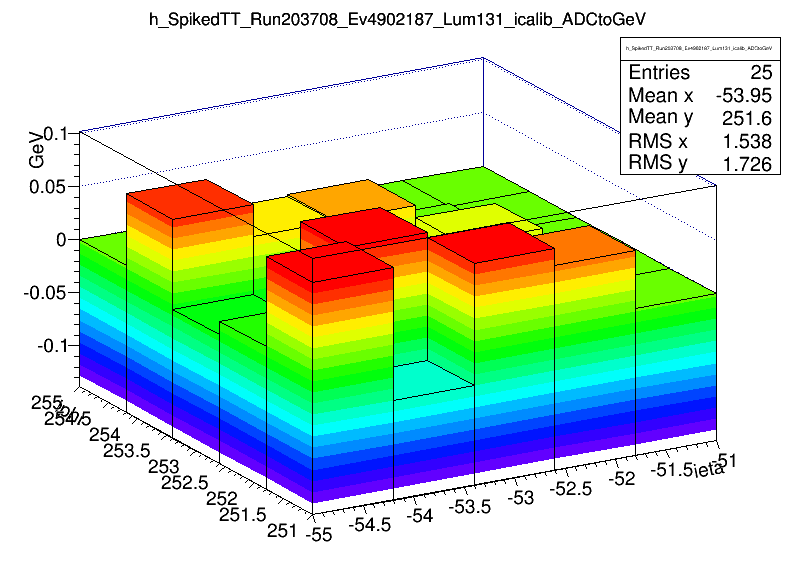 h_SpikedTT_Run203708_Ev4902187_Lum131_icalib_ADCtoGeV
h_SpikedTT_Run203708_Ev4902187_Lum131_icalib_ADCtoGeV
Entries 25
Mean x -53.95
Mean y 251.6
RMS x 1.538
RMS y 1.726
GeV
0.1
0.05
0
-0.05
-0.1
255
254.5
254
253.5
253
252.5
252
251.5
251
-55
-54.5
-54
-53.5
-53
-52.5
-52
-51.5
ieta
-51